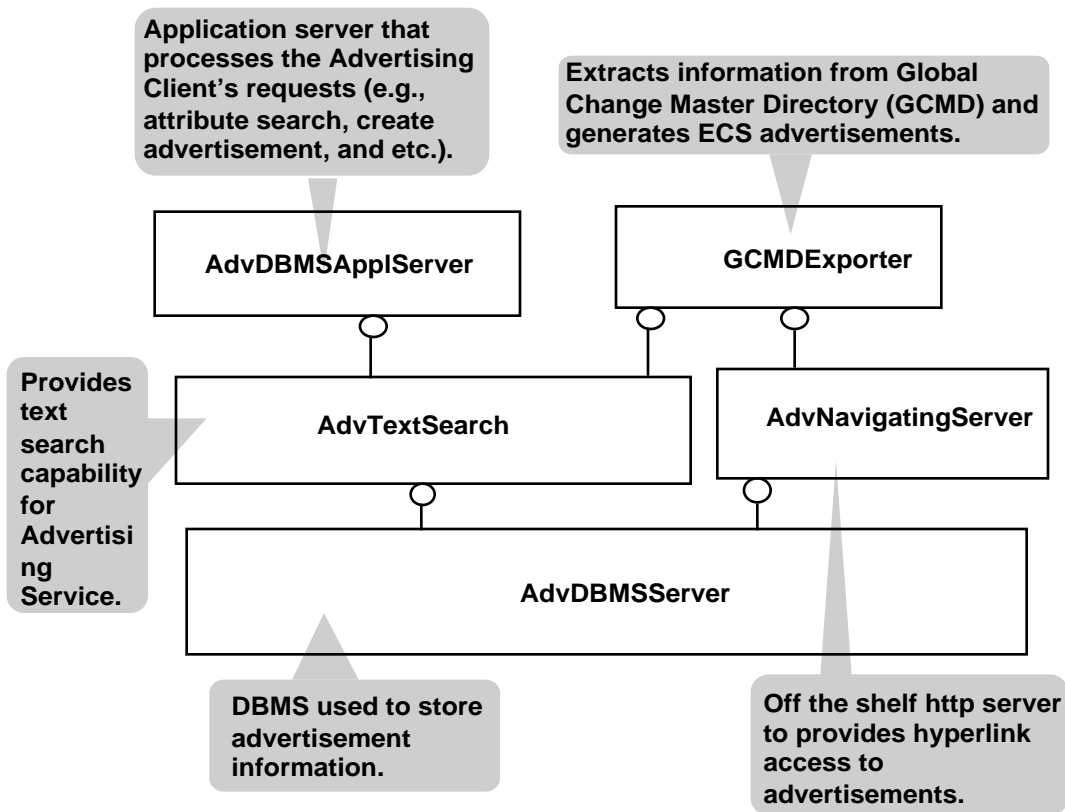 Application server that
processes the Advertising
Client’s requests (e.g.,
attribute search, create
advertisement, and etc.).
Extracts information from Global
Change Master Directory (GCMD) and
generates ECS advertisements.
AdvDBMSApplServer
GCMDExporter
Provides
text
search
capability
for
Advertisi
ng
Service.
AdvTextSearch
AdvNavigatingServer
AdvDBMSServer
DBMS used to store
advertisement
information.
Off the shelf http server
to provides hyperlink
access to
advertisements.